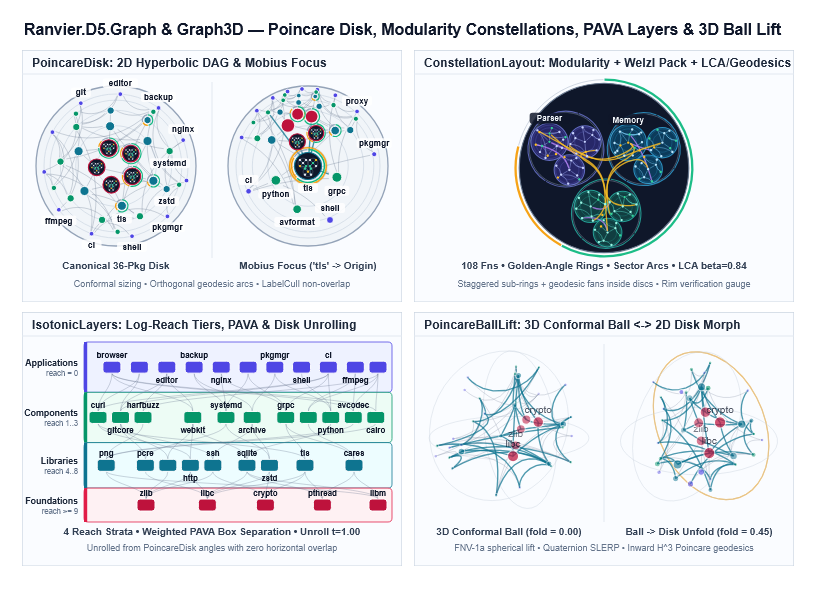 Ranvier.D5.Graph & Graph3D — Poincare Disk, Modularity Constellations, PAVA Layers & 3D Ball Lift
PoincareDisk: 2D Hyperbolic DAG & Mobius Focus
editor
git
backup
nginx
systemd
zstd
tls
pkgmgr
ffmpeg
ci
shell
proxy
pkgmgr
ci
tls
python
grpc
shell
avformat
Canonical 36-Pkg Disk
Mobius Focus ('tls' -> Origin)
Conformal sizing • Orthogonal geodesic arcs • LabelCull non-overlap
ConstellationLayout: Modularity + Welzl Pack + LCA/Geodesics
Parser
Memory
108 Fns • Golden-Angle Rings • Sector Arcs • LCA beta=0.84
Staggered sub-rings + geodesic fans inside discs • Rim verification gauge
IsotonicLayers: Log-Reach Tiers, PAVA & Disk Unrolling
Applications
reach = 0
browser
backup
pkgmgr
ci
editor
nginx
shell
ffmpeg
Components
reach 1..3
curl
harfbuzz
systemd
grpc
avcodec
gitcore
webkit
archive
python
cairo
Libraries
reach 4..8
png
pcre
ssh
sqlite
tls
cares
http
zstd
Foundations
reach >= 9
zlib
libc
crypto
pthread
libm
4 Reach Strata • Weighted PAVA Box Separation • Unroll t=1.00
Unrolled from PoincareDisk angles with zero horizontal overlap
PoincareBallLift: 3D Conformal Ball <-> 2D Disk Morph
crypto
zlib
libc
crypto
zlib
libc
3D Conformal Ball (fold = 0.00)
Ball -> Disk Unfold (fold = 0.45)
FNV-1a spherical lift • Quaternion SLERP • Inward H^3 Poincare geodesics